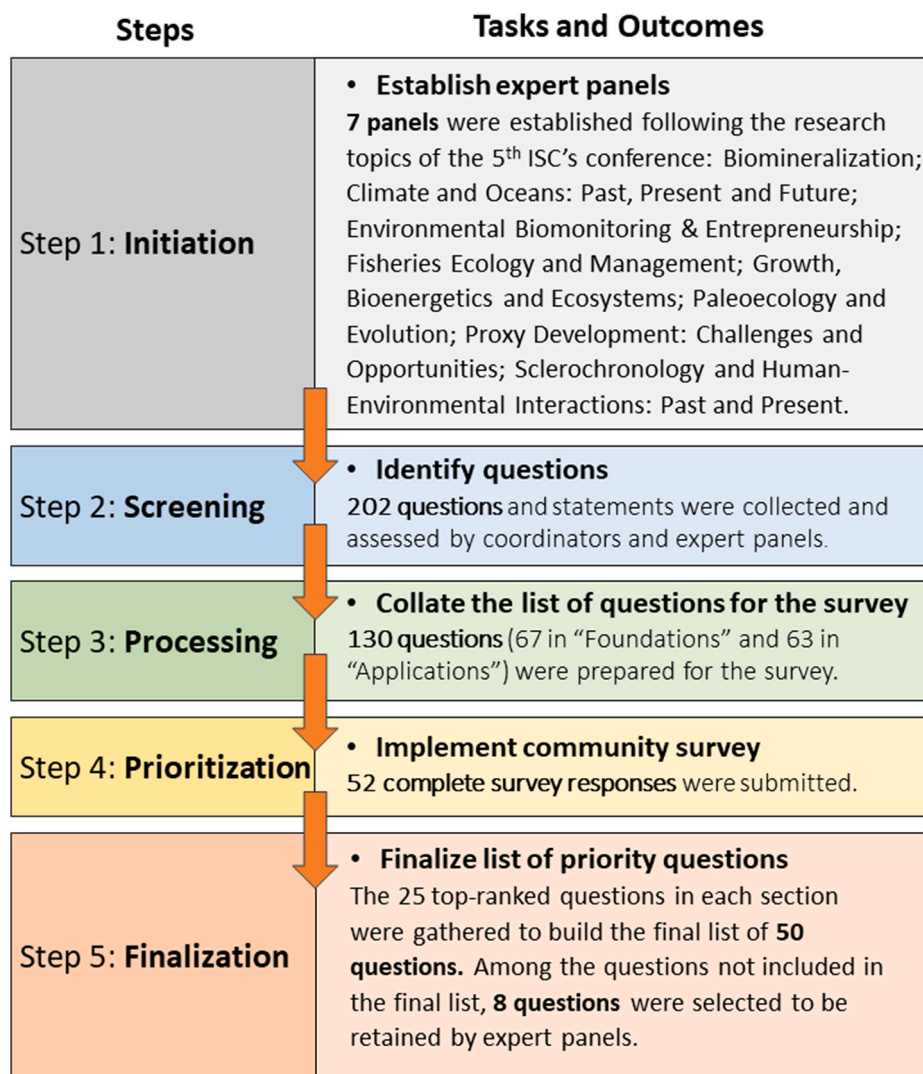 Steps
Tasks and Outcomes
Step 1: Initiation
• Establish expert panels
7 panels were established following the research
topics of the 5th ISC's conference: Biomineralization;
Climate and Oceans: Past, Present and Future;
Environmental Biomonitoring & Entrepreneurship;
Fisheries Ecology and Management; Growth,
Bioenergetics and Ecosystems; Paleoecology and
Evolution; Proxy Development: Challenges and
Opportunities; Sclerochronology and Human-
Environmental Interactions: Past and Present.
Step 2: Screening
• Identify questions
202 questions and statements were collected and
assessed by coordinators and expert panels.
Step 3: Processing
• Collate the list of questions for the survey
130 questions (67 in “Foundations” and 63 in
“Applications”) were prepared for the survey.
Step 4: Prioritization
• Implement community survey
52 complete survey responses were submitted.
Step 5: Finalization
• Finalize list of priority questions
The 25 top-ranked questions in each section
were gathered to build the final list of 50
questions. Among the questions not included in
the final list, 8 questions were selected to be
retained by expert panels.